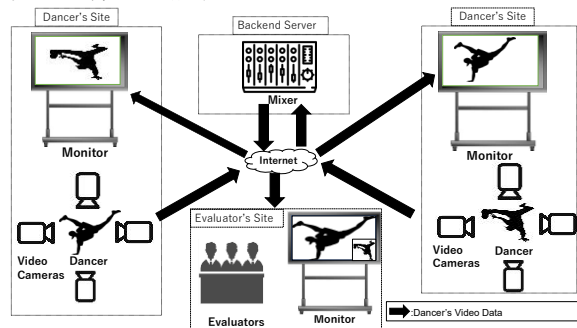 Dancer's Site
Backend Server
Dancer's Site
Mixer
Monitor
Internet
Monitor
Evaluator's Site
Video
Cameras
Dancer
Video
Cameras
Dancer
Evaluators
Monitor
:Dancer's Video Data